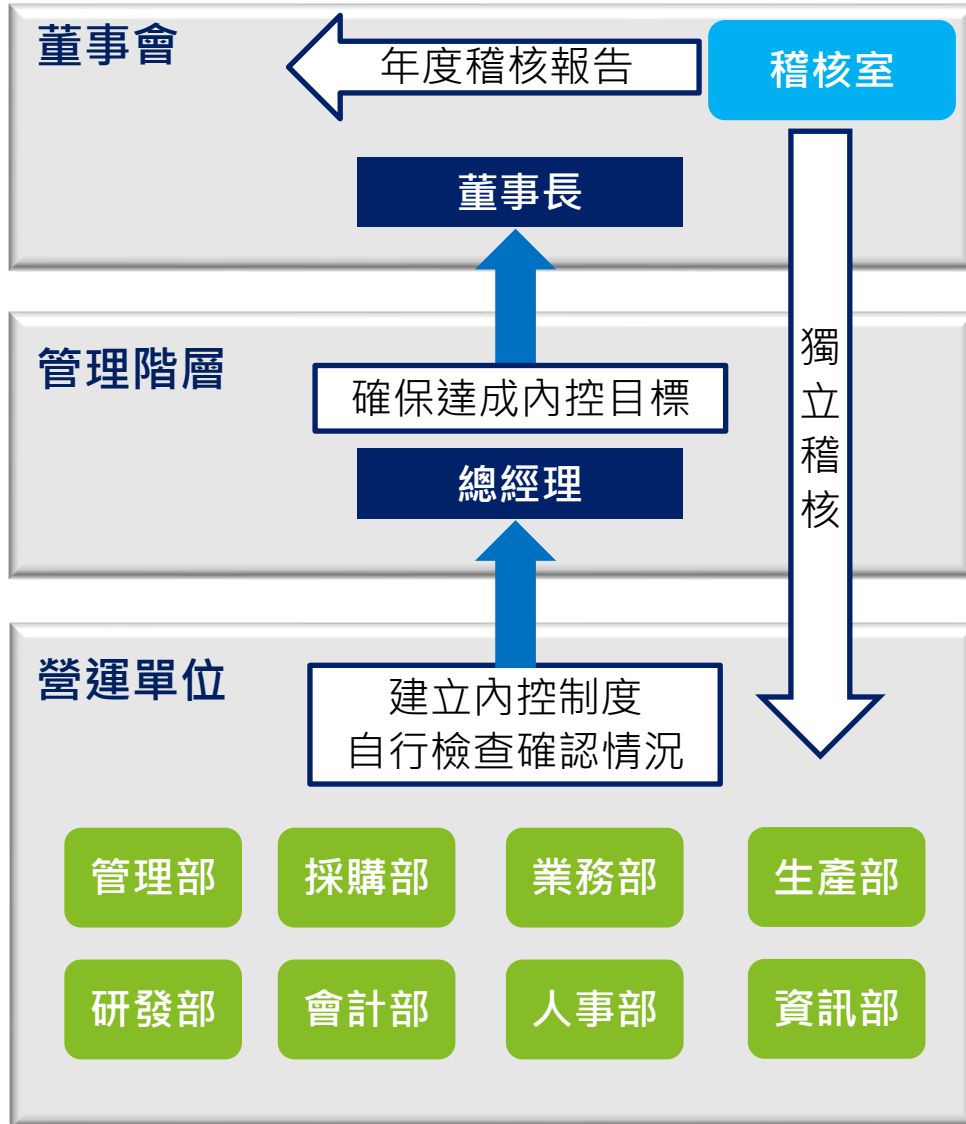 董事會
年度稽核報告
稽核室
董事長
管理階層
確保達成內控目標
總經理
獨立稽核
營運單位
建立內控制度
自行檢查確認情況
管理部
採購部
業務部
生產部
研發部
會計部
人事部
資訊部